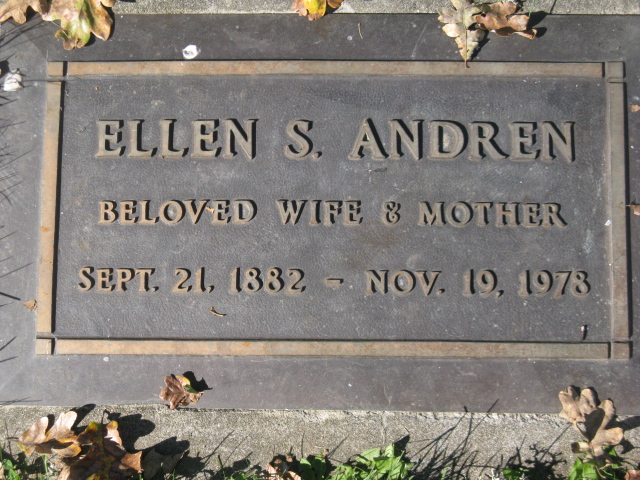 ELLEN S. ANDREN
BELOVED WIFE & MOTHER
SEPT. 21, 1882 - NOV. 19, 1978